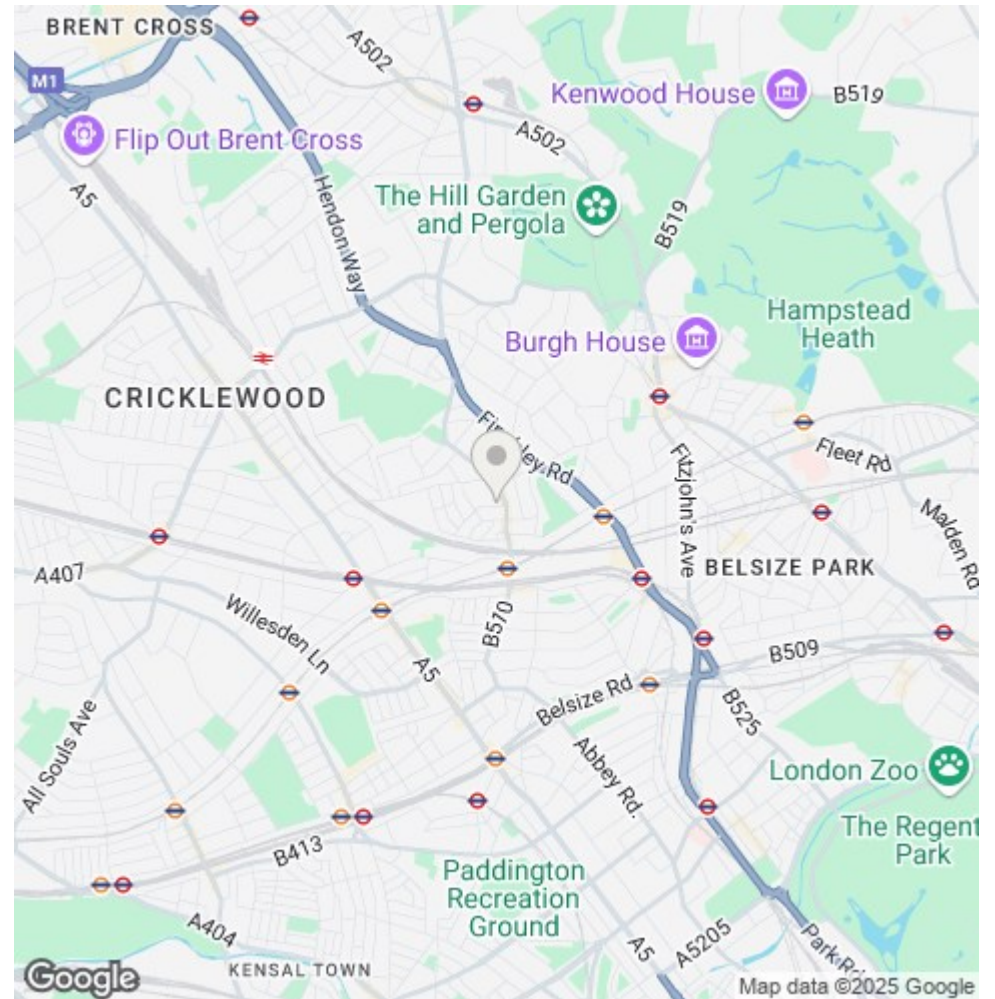 BRENT CROSS
A502
M1
Kenwood House
B519
Flip Out Brent Cross
A502
A5
Hendon Way
The Hill Garden
and Pergola
B519
Hampstead
Heath
Burgh House
CRICKLEWOOD
Finchley Rd
Fitzjohn's Ave
Fleet Rd
Malden Rd
A407
BELSIZE PARK
Willesden Ln
B510
B509
A5
Belsize Rd
B525
All Souls Ave
Abbey Rd.
London Zoo
The Regent
Park
B413
Paddington
Recreation
Ground
A404
A5
A5205
Park Rd
KENSAL TOWN
Google
Map data ©2025 Google